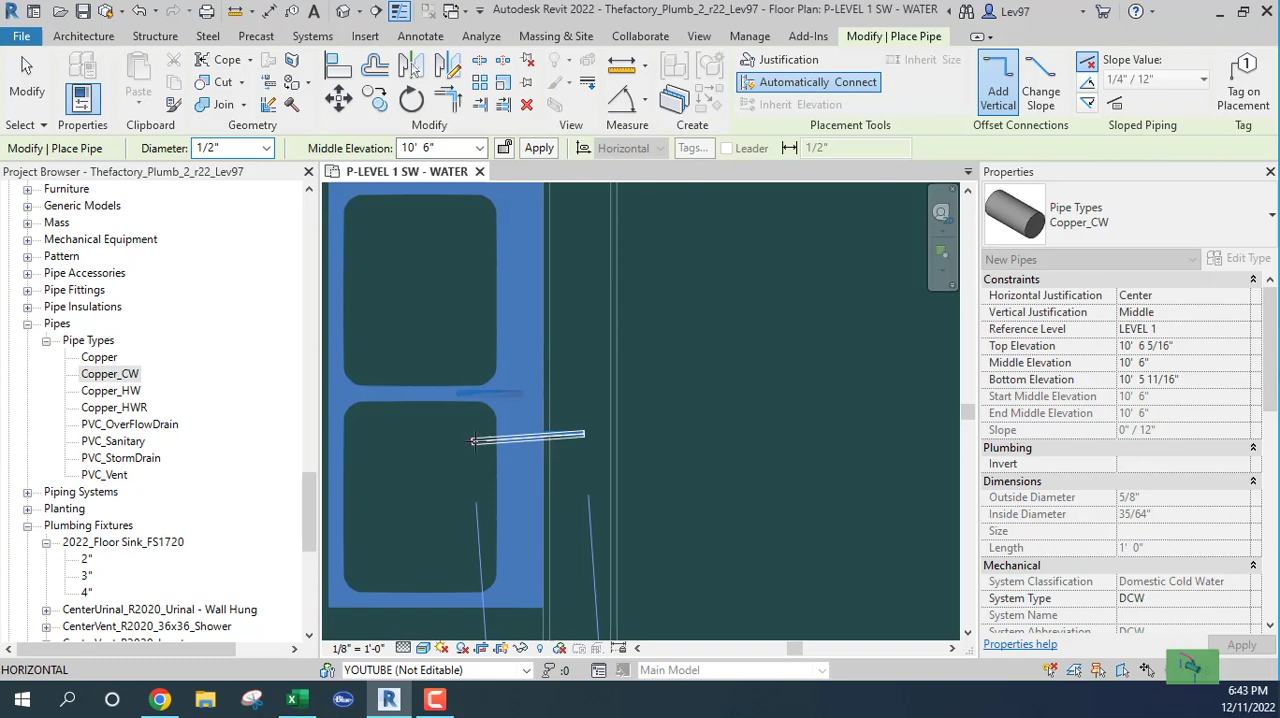 Autodesk Revit 2022 - Thefactory_Plumb_2_r22_Lev97 - Floor Plan: P-LEVEL 1 SW - WATER
Lev97
File Architecture Structure Steel Precast Systems Insert Annotate Analyze Massing & Site Collaborate View Manage Add-Ins Modify | Place Pipe
Modify
Select
Properties
Paste
Clipboard
Cope
Cut
Join
Geometry
Modify
View
Measure
Create
Justification
Automatically Connect
Inherit Elevation
Inherit Size
Placement Tools
Add Vertical
Change Slope
Offset Connections
Slope Value:
1/4" / 12"
Sloped Piping
Tag on Placement
Tag
Modify | Place Pipe Diameter: 1/2" Middle Elevation: 10' 6" Apply Horizontal Tags... Leader 1/2"
Project Browser - Thefactory_Plumb_2_r22_Lev97
Furniture
Generic Models
Mass
Mechanical Equipment
Pattern
Pipe Accessories
Pipe Fittings
Pipe Insulations
Pipes
Pipe Types
Copper
Copper_CW
Copper_HW
Copper_HWR
PVC_OverFlowDrain
PVC_Sanitary
PVC_StormDrain
PVC_Vent
Piping Systems
Planting
Plumbing Fixtures
2022_Floor Sink_FS1720
2"
3"
4"
CenterUrinal_R2020_Urinal - Wall Hung
CenterVent_R2020_36x36_Shower
P-LEVEL 1 SW - WATER
1/8" = 1'-0"
Properties
Pipe Types
Copper_CW
New Pipes Edit Type
Constraints
Horizontal Justification Center
Vertical Justification Middle
Reference Level LEVEL 1
Top Elevation 10' 6 5/16"
Middle Elevation 10' 6"
Bottom Elevation 10' 5 11/16"
Start Middle Elevation 10' 6"
End Middle Elevation 10' 6"
Slope 0" / 12"
Plumbing
Invert
Dimensions
Outside Diameter 5/8"
Inside Diameter 35/64"
Size
Length 1' 0"
Mechanical
System Classification Domestic Cold Water
System Type DCW
System Name
Properties help Apply
HORIZONTAL
YOUTUBE (Not Editable) :0 Main Model
6:43 PM
12/11/2022